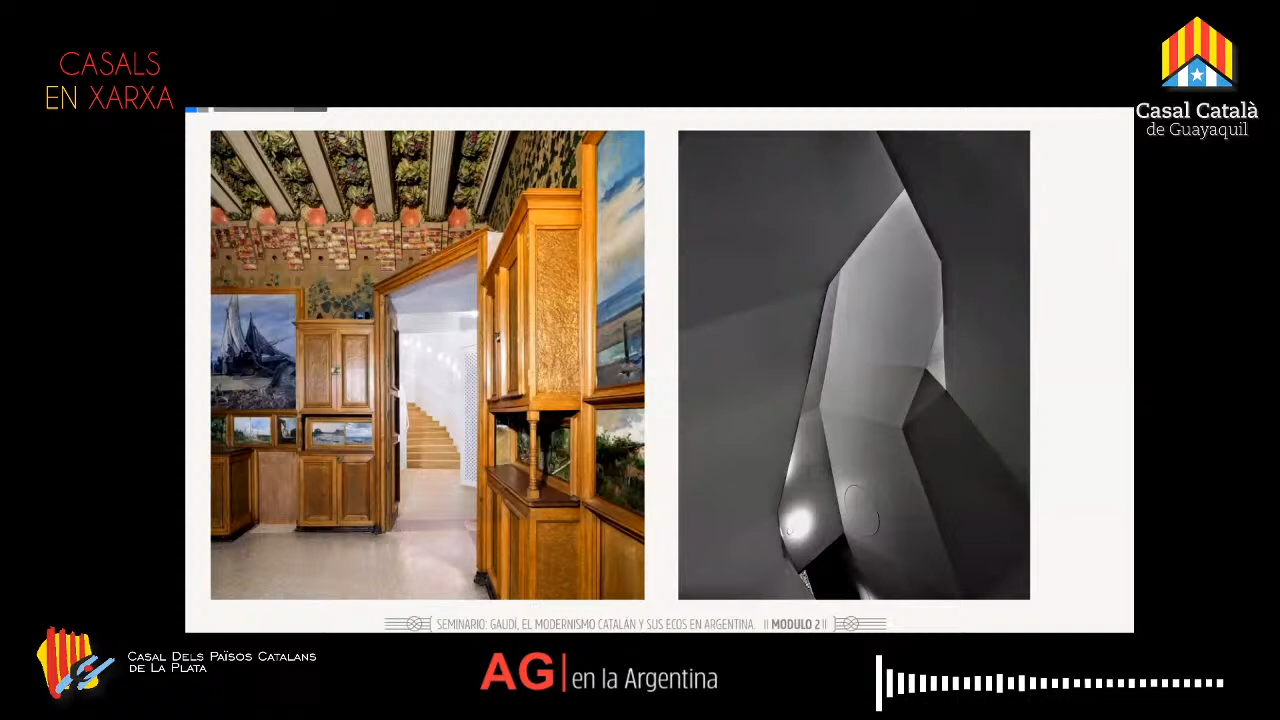 CASALS
EN XARXA
Casal Català
de Guayaquil
SEMINARIO: GAUDÍ, EL MODERNISMO CATALÁN Y SUS ECOS EN ARGENTINA. || MODULO 2 ||
CASAL DELS PAÏSOS CATALANS
DE LA PLATA
AG | en la Argentina